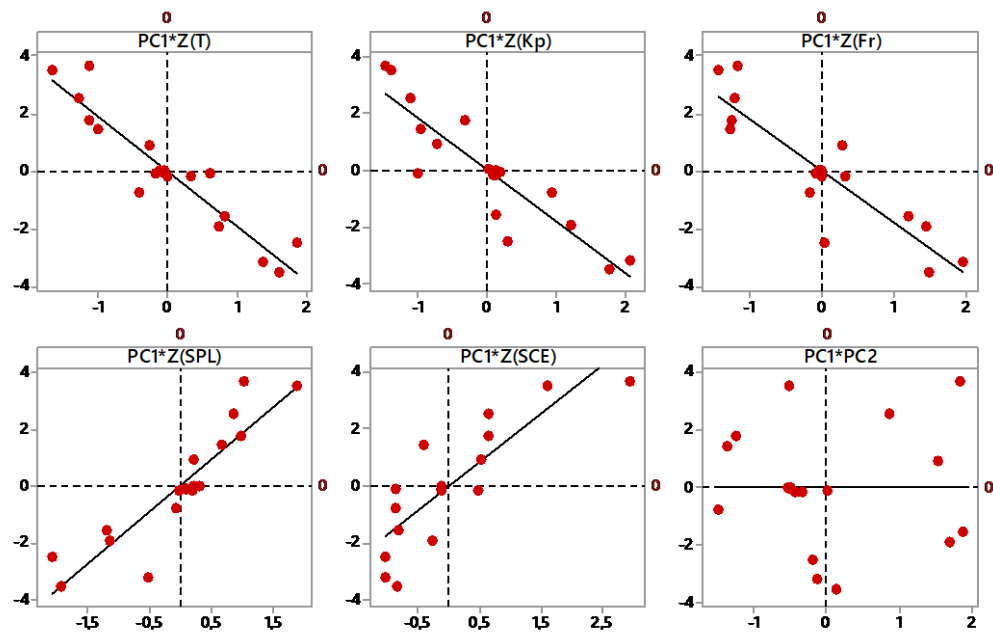 0 0 0
PC1*Z(T) PC1*Z(Kp) PC1*Z(Fr)
4 4 4
2 2 2
0 0 0 0 0 0
-2 -2 -2
-4 -4 -4
-1 0 1 2 -1 0 1 2 -1 0 1 2
0 0 0
PC1*Z(SPL) PC1*Z(SCE) PC1*PC2
4 4 4
2 2 2
0 0 0 0 0 0
-2 -2 -2
-4 -4 -4
-1,5 -0,5 0,5 1,5 -0,5 0,5 1,5 2,5 -1 0 1 2